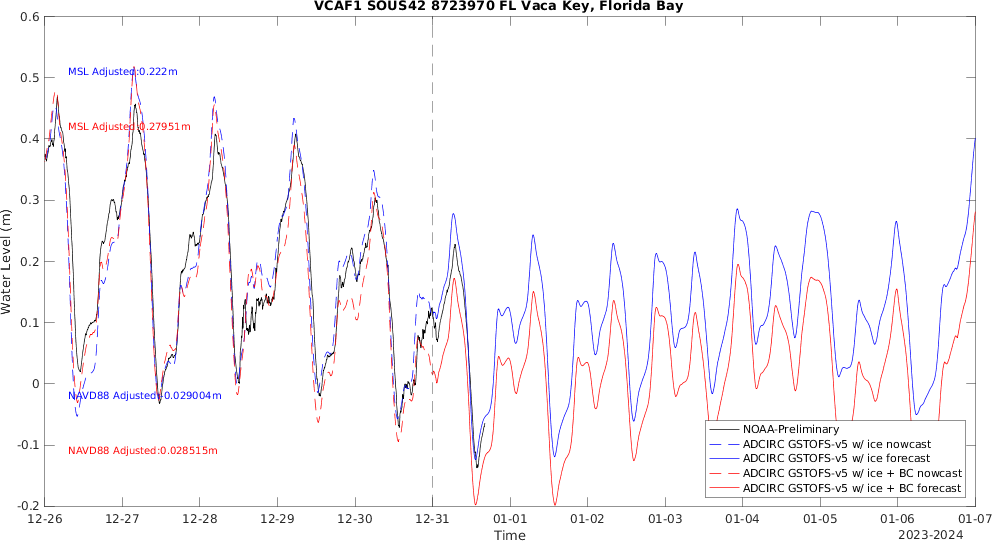 VCAF1 SOUS42 8723970 FL Vaca Key, Florida Bay
0.6
0.5
0.4
0.3
0.2
0.1
0
-0.1
-0.2
Water Level (m)
MSL Adjusted:0.222m
MSL Adjusted:0.27951m
NAVD88 Adjusted:-0.029004m
NAVD88 Adjusted:0.028515m
NOAA-Preliminary
ADCIRC GSTOFS-v5 w/ ice nowcast
ADCIRC GSTOFS-v5 w/ ice forecast
ADCIRC GSTOFS-v5 w/ ice + BC nowcast
ADCIRC GSTOFS-v5 w/ ice + BC forecast
12-26 12-27 12-28 12-29 12-30 12-31 01-01 01-02 01-03 01-04 01-05 01-06 01-07
Time
2023-2024